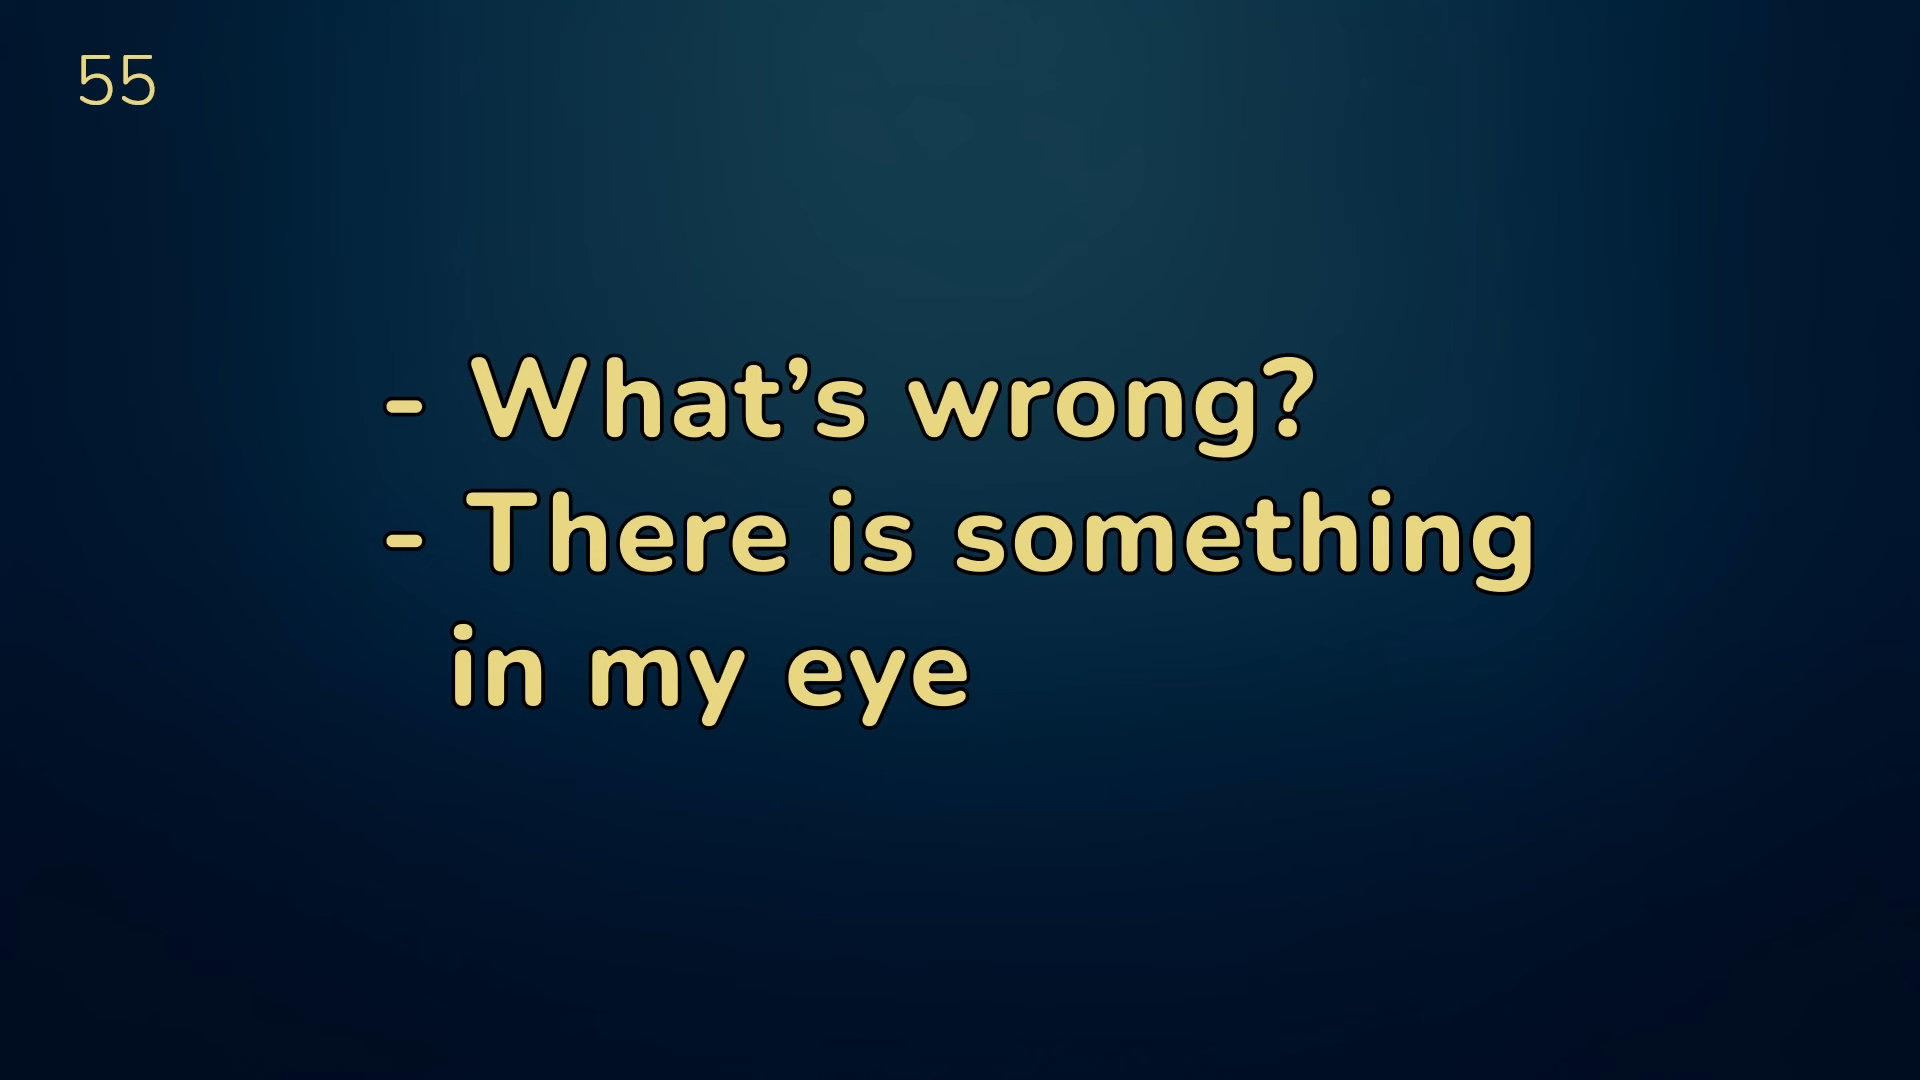 55
- What’s wrong?
- There is something
in my eye